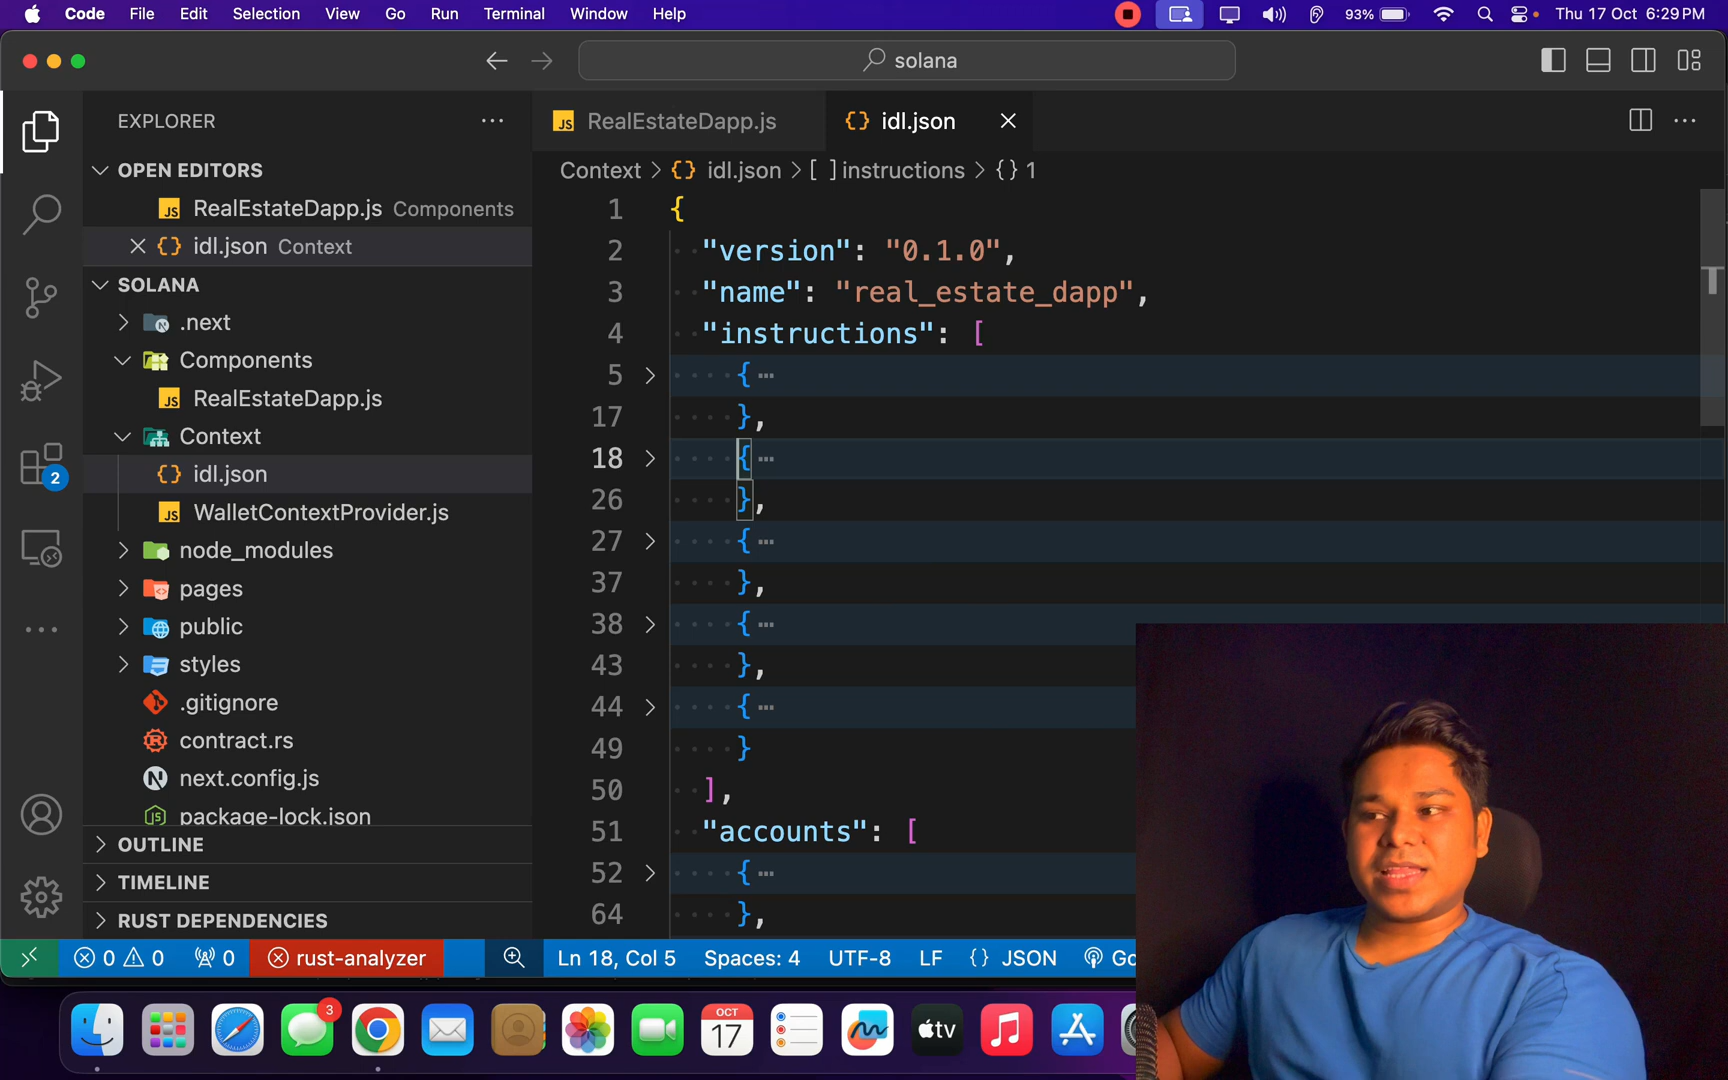 Code File Edit Selection View Go Run Terminal Window Help 93% Thu 17 Oct 6:29 PM
solana
EXPLORER
OPEN EDITORS
RealEstateDapp.js Components
idl.json Context
SOLANA
.next
Components
RealEstateDapp.js
Context
idl.json
WalletContextProvider.js
node_modules
pages
public
styles
.gitignore
contract.rs
next.config.js
package-lock.json
OUTLINE
TIMELINE
RUST DEPENDENCIES
2
RealEstateDapp.js idl.json
Context > {} idl.json > [ ] instructions > {} 1
1 {
2 "version": "0.1.0",
3 "name": "real_estate_dapp",
4 "instructions": [
5 { ⋯
17 },
18 { ⋯
26 },
27 { ⋯
37 },
38 { ⋯
43 },
44 { ⋯
49 }
50 ],
51 "accounts": [
52 { ⋯
64 },
0 0 0 rust-analyzer Ln 18, Col 5 Spaces: 4 UTF-8 LF {} JSON Go
3
OCT
17
tv